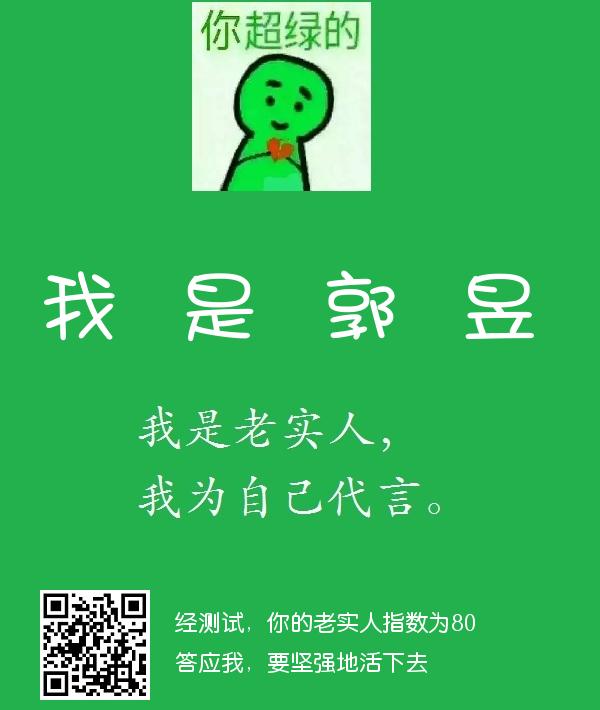 你超绿的
我是郭昱
我是老实人，
我为自己代言。
经测试，你的老实人指数为80
答应我，要坚强地活下去